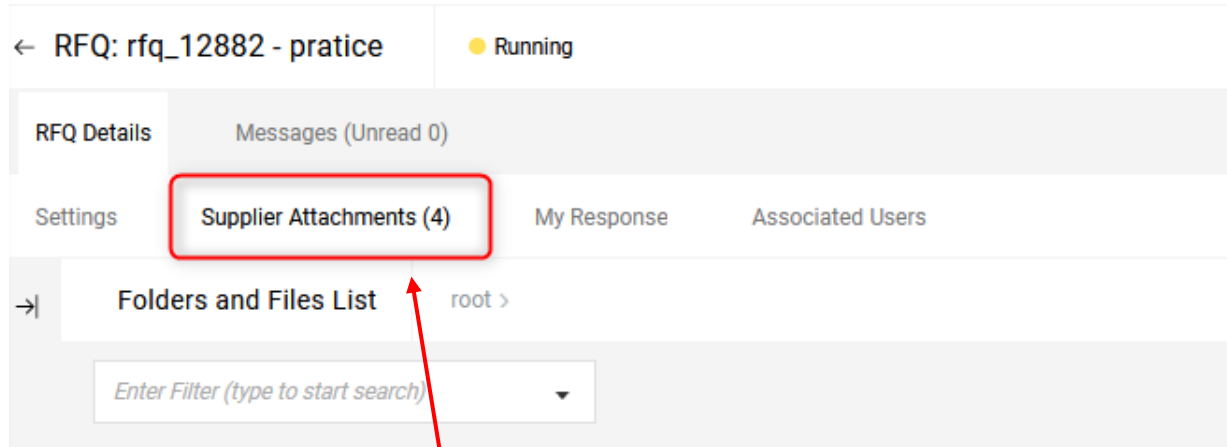 ← RFQ: rfq_12882 - pratice Running
RFQ Details Messages (Unread 0)
Settings Supplier Attachments (4) My Response Associated Users
Folders and Files List root >
Enter Filter (type to start search)